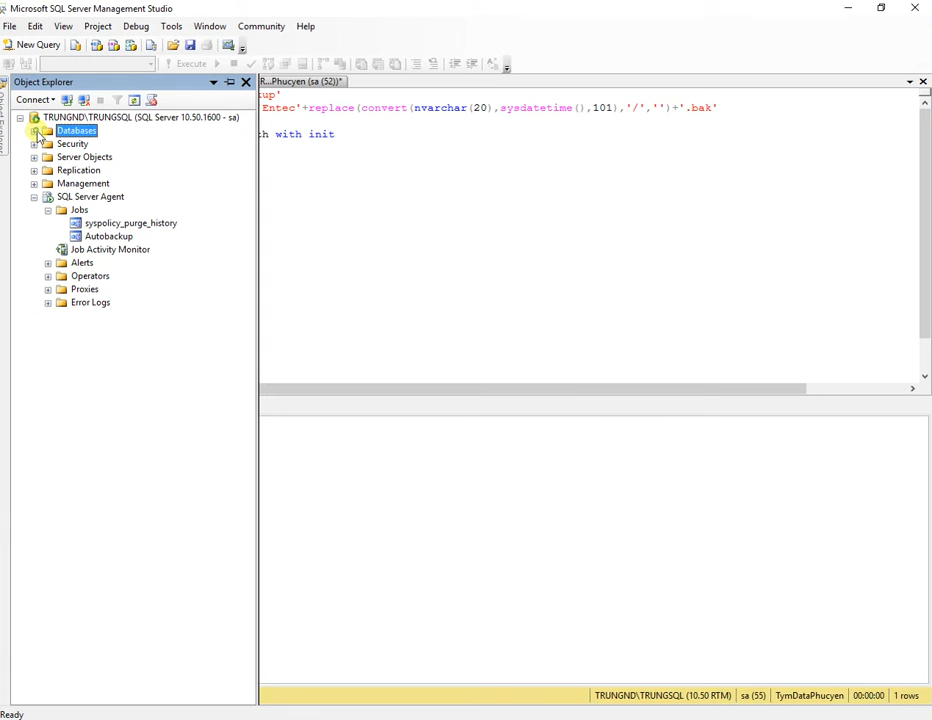 Microsoft SQL Server Management Studio
File Edit View Project Debug Tools Window Community Help
New Query
Execute
Object Explorer
R...Phucyen (sa (52))*
Connect
TRUNGND\TRUNGSQL (SQL Server 10.50.1600 - sa)
Databases
Security
Server Objects
Replication
Management
SQL Server Agent
Jobs
syspolicy_purge_history
Autobackup
Job Activity Monitor
Alerts
Operators
Proxies
Error Logs
kup'
Entec'+replace(convert(nvarchar(20),sysdatetime(),101),'/','')+'.bak'
th with init
TRUNGND\TRUNGSQL (10.50 RTM) sa (55) TymDataPhucyen 00:00:00 1 rows
Ready